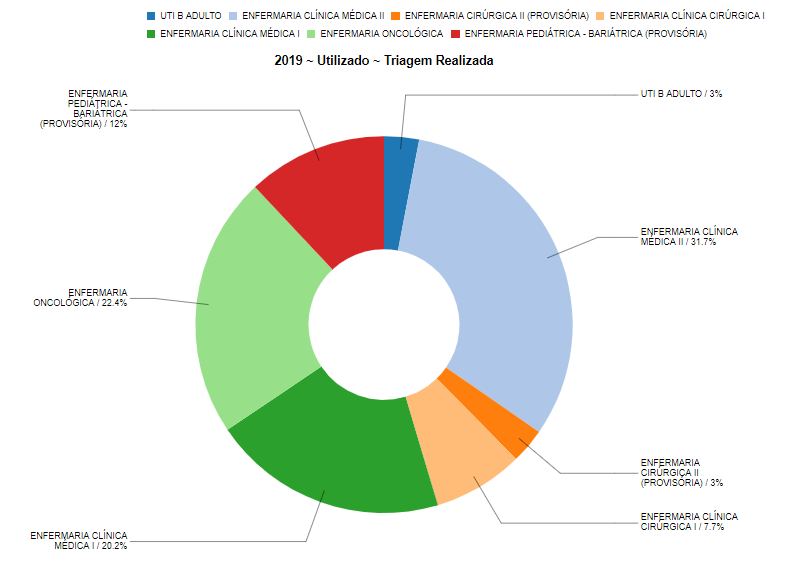 UTI B ADULTO ENFERMARIA CLÍNICA MÉDICA II ENFERMARIA CIRÚRGICA II (PROVISÓRIA) ENFERMARIA CLÍNICA CIRÚRGICA I
ENFERMARIA CLÍNICA MÉDICA I ENFERMARIA ONCOLÓGICA ENFERMARIA PEDIÁTRICA - BARIÁTRICA (PROVISÓRIA)
2019 ~ Utilizado ~ Triagem Realizada
ENFERMARIA
PEDIÁTRICA -
BARIÁTRICA
(PROVISÓRIA) / 12%
UTI B ADULTO / 3%
ENFERMARIA CLÍNICA
MÉDICA II / 31.7%
ENFERMARIA
ONCOLÓGICA / 22.4%
ENFERMARIA
CIRÚRGICA II
(PROVISÓRIA) / 3%
ENFERMARIA CLÍNICA
CIRÚRGICA I / 7.7%
ENFERMARIA CLÍNICA
MÉDICA I / 20.2%